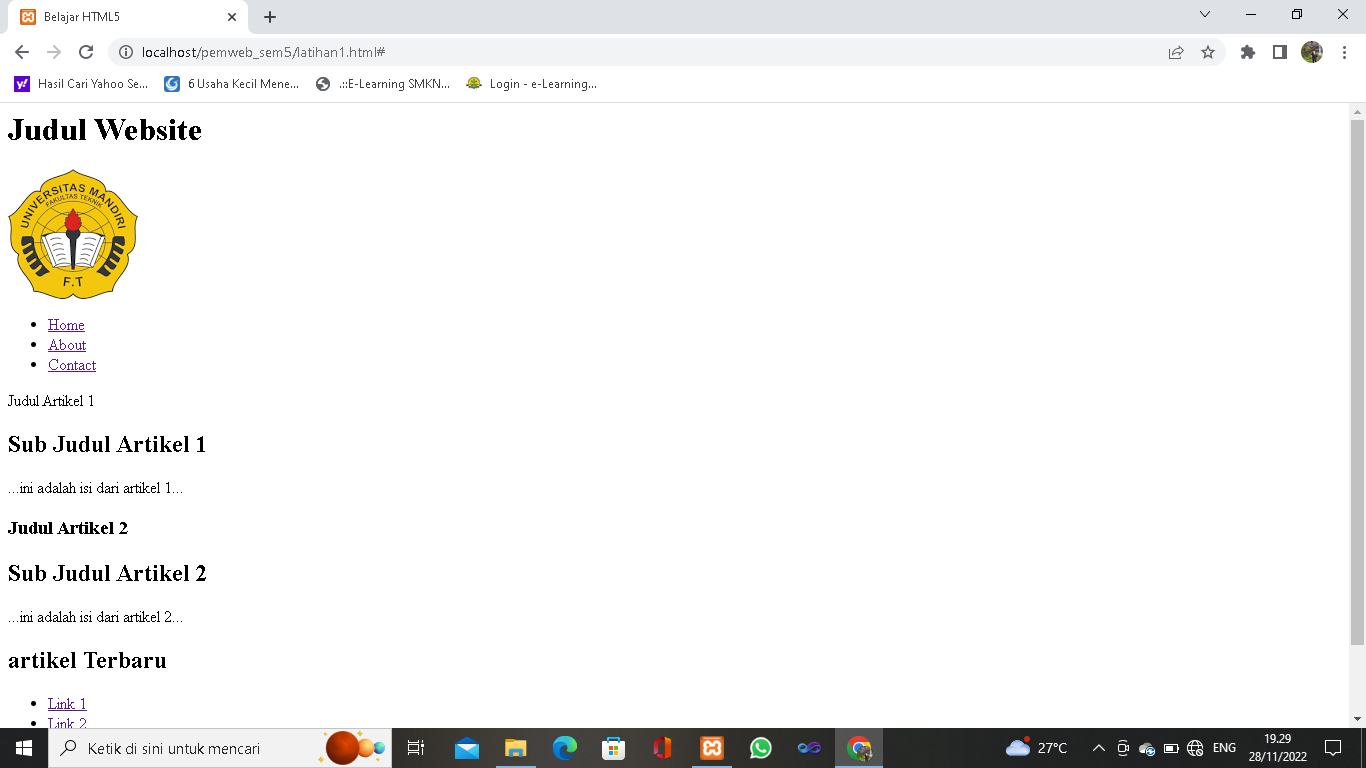 Belajar HTML5
localhost/pemweb_sem5/latihan1.html#
Hasil Cari Yahoo Se...
6 Usaha Kecil Mene...
.::E-Learning SMKN...
Login - e-Learning...
Judul Website
UNIVERSITAS MANDIRI
FAKULTAS TEKNIK
F.T
Home
About
Contact
Judul Artikel 1
Sub Judul Artikel 1
...ini adalah isi dari artikel 1...
Judul Artikel 2
Sub Judul Artikel 2
...ini adalah isi dari artikel 2...
artikel Terbaru
Link 1
Link 2
Ketik di sini untuk mencari
27°C
ENG
19.29
28/11/2022